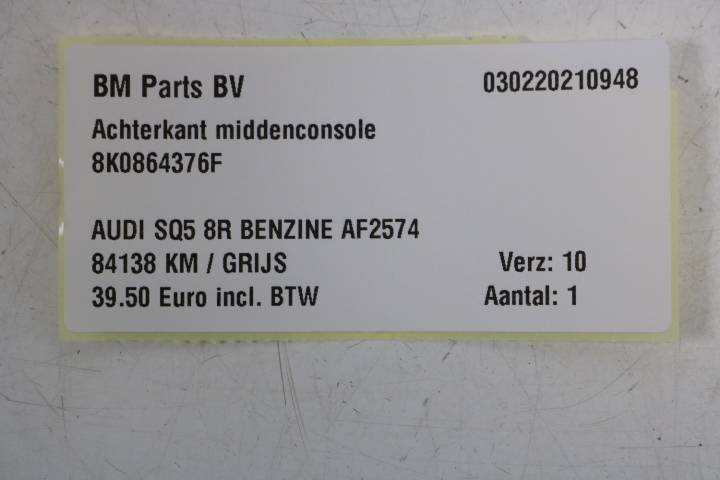 BM Parts BV 030220210948
Achterkant middenconsole
8K0864376F
AUDI SQ5 8R BENZINE AF2574
84138 KM / GRIJS Verz: 10
39.50 Euro incl. BTW Aantal: 1